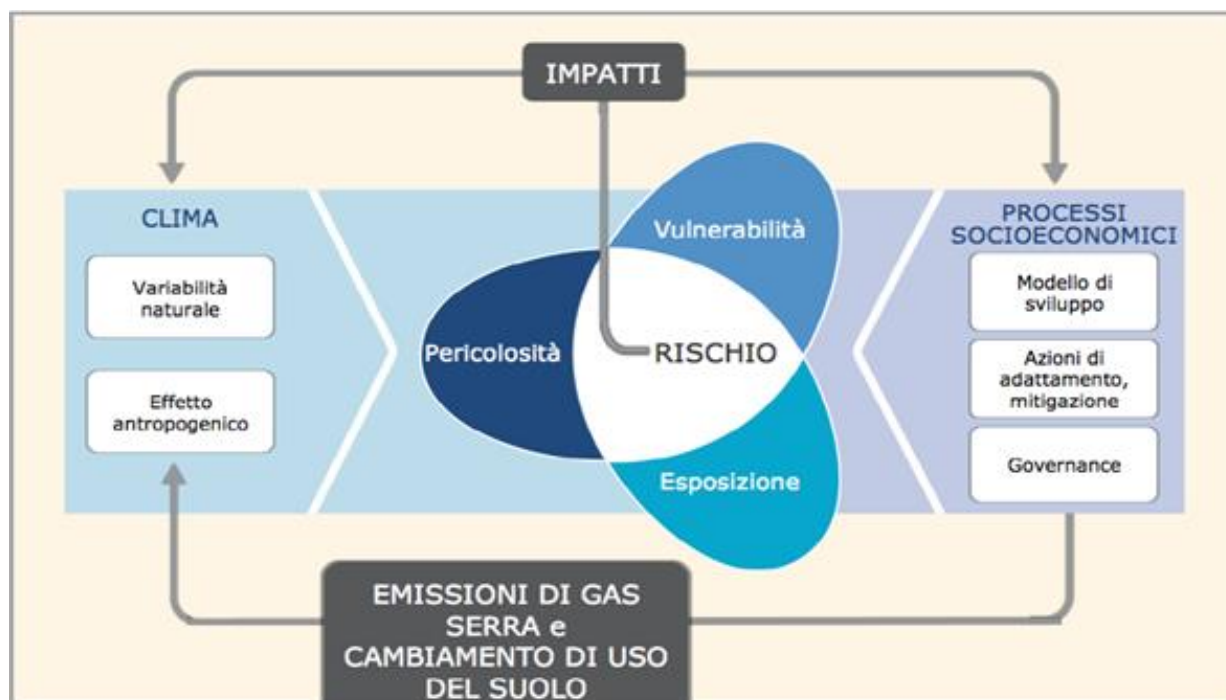 IMPATTI
CLIMA
Variabilità
naturale
Effetto
antropogenico
Pericolosità
Vulnerabilità
RISCHIO
Esposizione
PROCESSI
SOCIOECONOMICI
Modello di
sviluppo
Azioni di
adattamento,
mitigazione
Governance
EMISSIONI DI GAS
SERRA e
CAMBIAMENTO DI USO
DEL SUOLO